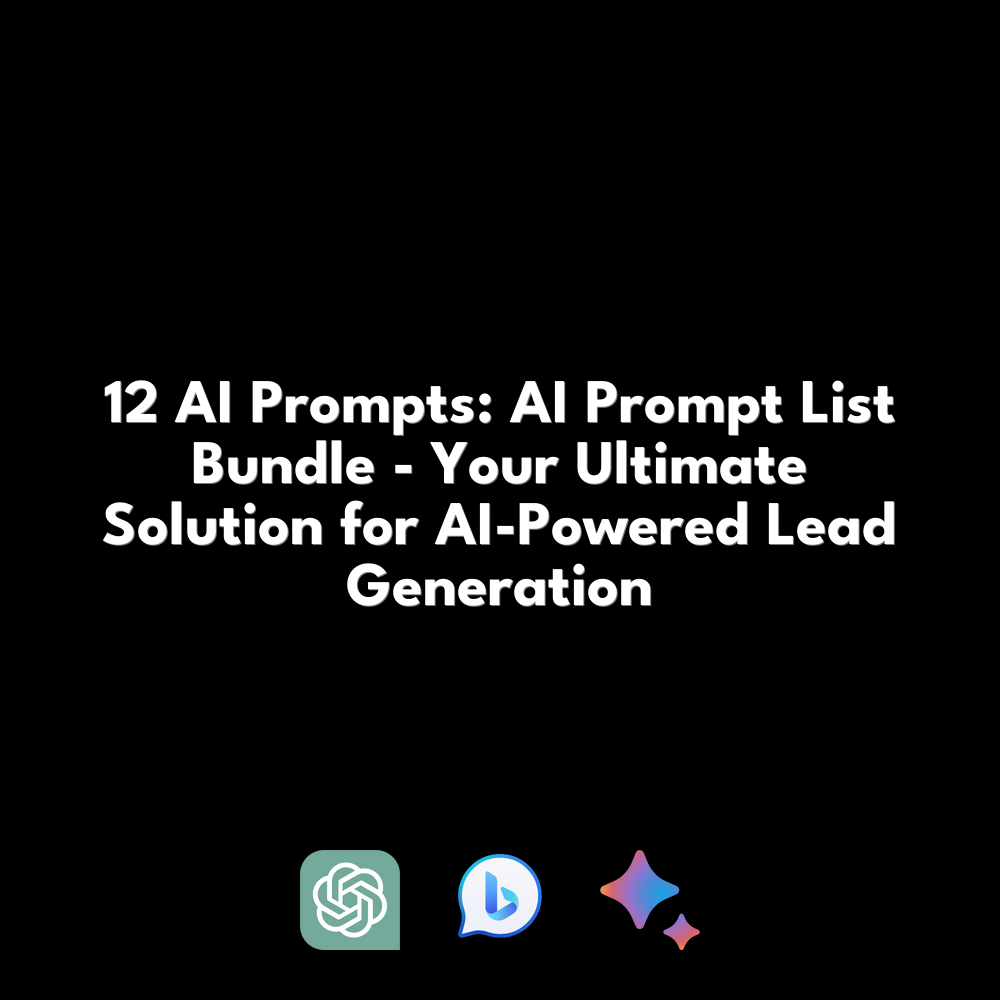 12 AI Prompts: AI Prompt List
Bundle - Your Ultimate
Solution for AI-Powered Lead
Generation